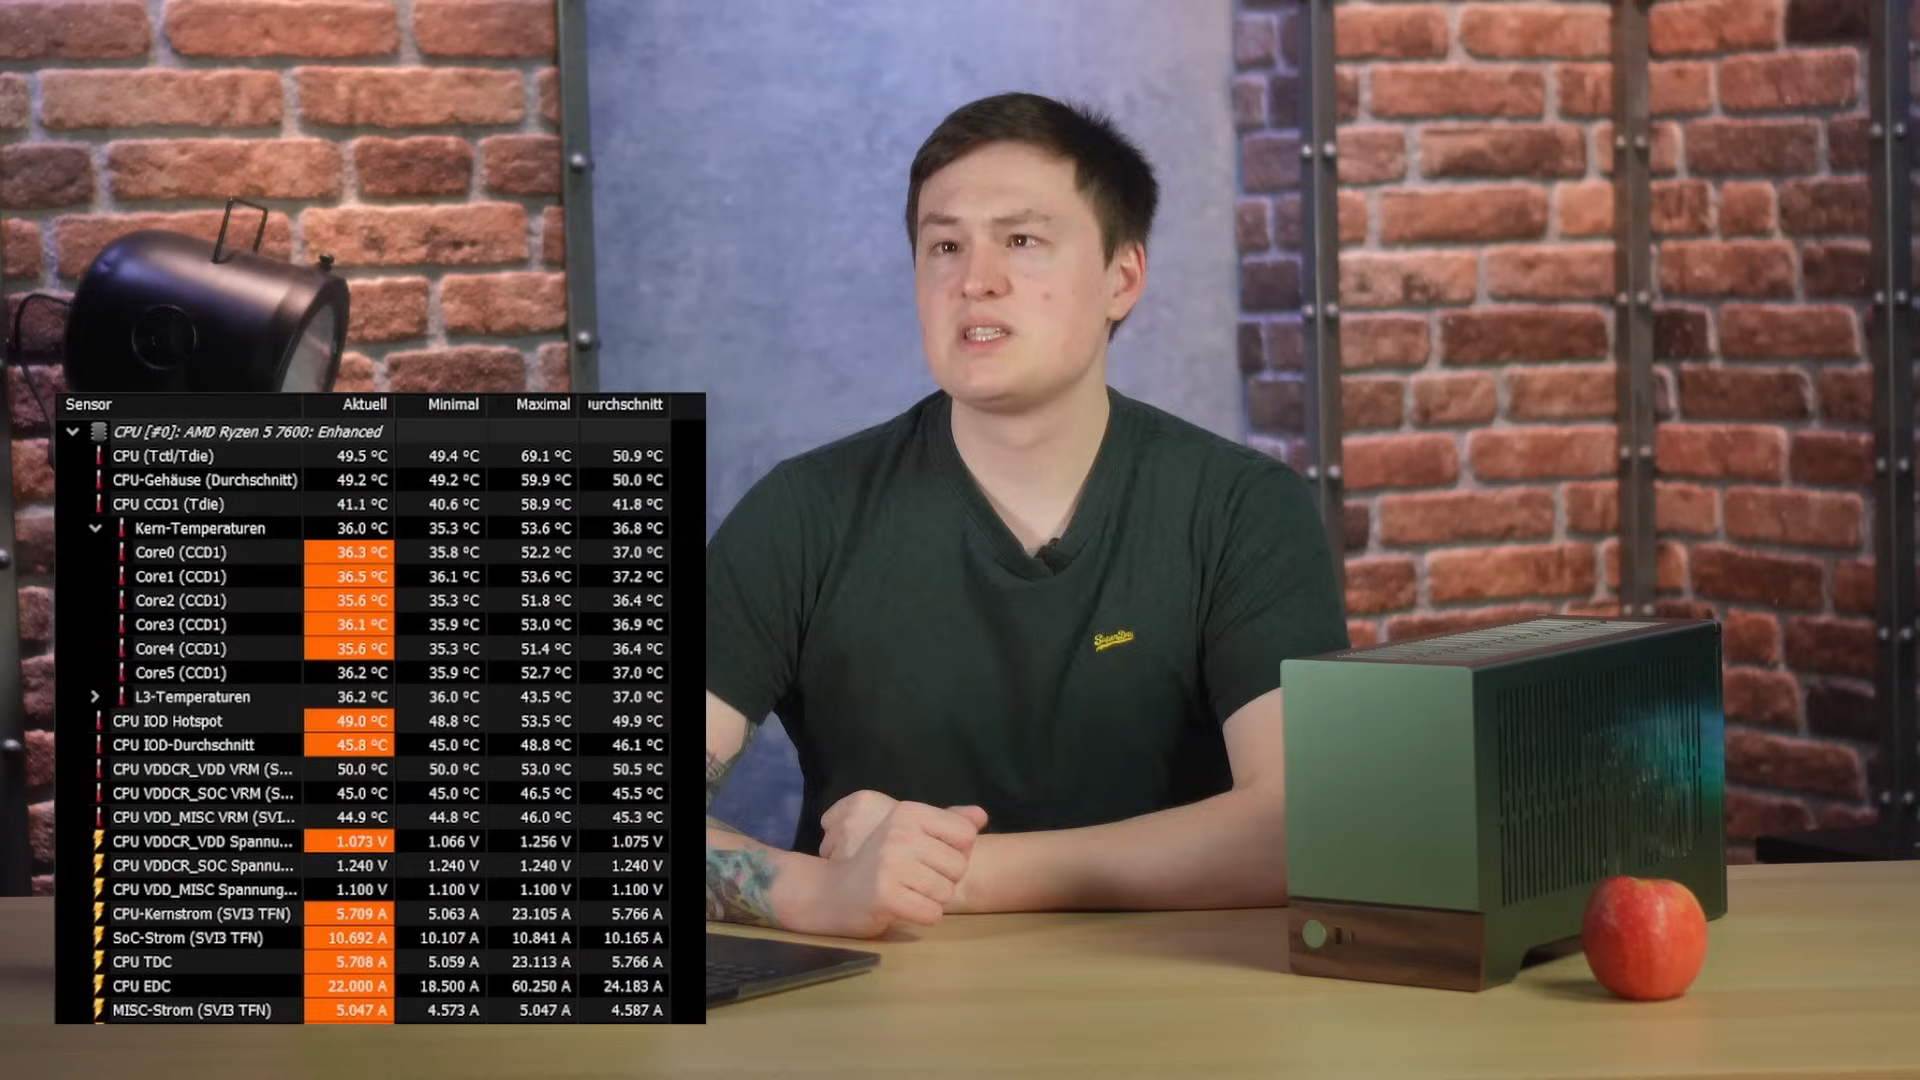 Sensor Aktuell Minimal Maximal urchschnitt
CPU [#0]: AMD Ryzen 5 7600: Enhanced
CPU (Tctl/Tdie) 49.5 °C 49.4 °C 69.1 °C 50.9 °C
CPU-Gehäuse (Durchschnitt) 49.2 °C 49.2 °C 59.9 °C 50.0 °C
CPU CCD1 (Tdie) 41.1 °C 40.6 °C 58.9 °C 41.8 °C
Kern-Temperaturen 36.0 °C 35.3 °C 53.6 °C 36.8 °C
Core0 (CCD1) 36.3 °C 35.8 °C 52.2 °C 37.0 °C
Core1 (CCD1) 36.5 °C 36.1 °C 53.6 °C 37.2 °C
Core2 (CCD1) 35.6 °C 35.3 °C 51.8 °C 36.4 °C
Core3 (CCD1) 36.1 °C 35.9 °C 53.0 °C 36.9 °C
Core4 (CCD1) 35.6 °C 35.3 °C 51.4 °C 36.4 °C
Core5 (CCD1) 36.2 °C 35.9 °C 52.7 °C 37.0 °C
L3-Temperaturen 36.2 °C 36.0 °C 43.5 °C 37.0 °C
CPU IOD Hotspot 49.0 °C 48.8 °C 53.5 °C 49.9 °C
CPU IOD-Durchschnitt 45.8 °C 45.0 °C 48.8 °C 46.1 °C
CPU VDDCR_VDD VRM (S... 50.0 °C 50.0 °C 53.0 °C 50.5 °C
CPU VDDCR_SOC VRM (S... 45.0 °C 45.0 °C 46.5 °C 45.5 °C
CPU VDD_MISC VRM (SVI... 44.9 °C 44.8 °C 46.0 °C 45.3 °C
CPU VDDCR_VDD Spannu... 1.073 V 1.066 V 1.256 V 1.075 V
CPU VDDCR_SOC Spannu... 1.240 V 1.240 V 1.240 V 1.240 V
CPU VDD_MISC Spannung... 1.100 V 1.100 V 1.100 V 1.100 V
CPU-Kernstrom (SVI3 TFN) 5.709 A 5.063 A 23.105 A 5.766 A
SoC-Strom (SVI3 TFN) 10.692 A 10.107 A 10.841 A 10.165 A
CPU TDC 5.708 A 5.059 A 23.113 A 5.766 A
CPU EDC 22.000 A 18.500 A 60.250 A 24.183 A
MISC-Strom (SVI3 TFN) 5.047 A 4.573 A 5.047 A 4.587 A